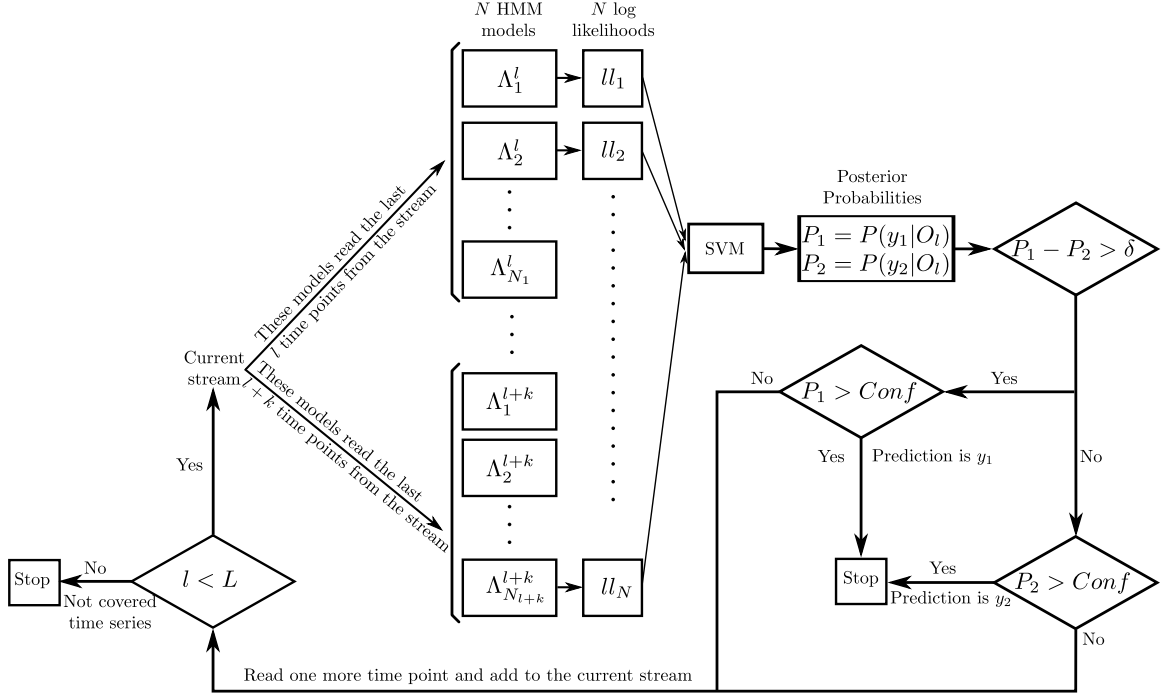 N HMM
models
N log
likelihoods
Λ_1^l
ll_1
Λ_2^l
ll_2
Λ_{N_1}^l
These models read the last
l time points from the stream
Current
stream
These models read the last
l + k time points from the stream
Λ_1^{l+k}
Λ_2^{l+k}
Λ_{N_{l+k}}^{l+k}
ll_N
SVM
Posterior
Probabilities
P_1 = P(y_1|O_l)
P_2 = P(y_2|O_l)
P_1 − P_2 > δ
Yes
No
P_1 > Conf
No
Yes
Prediction is y_1
P_2 > Conf
Yes
Prediction is y_2
Stop
No
Read one more time point and add to the current stream
l < L
Yes
No
Not covered
time series
Stop